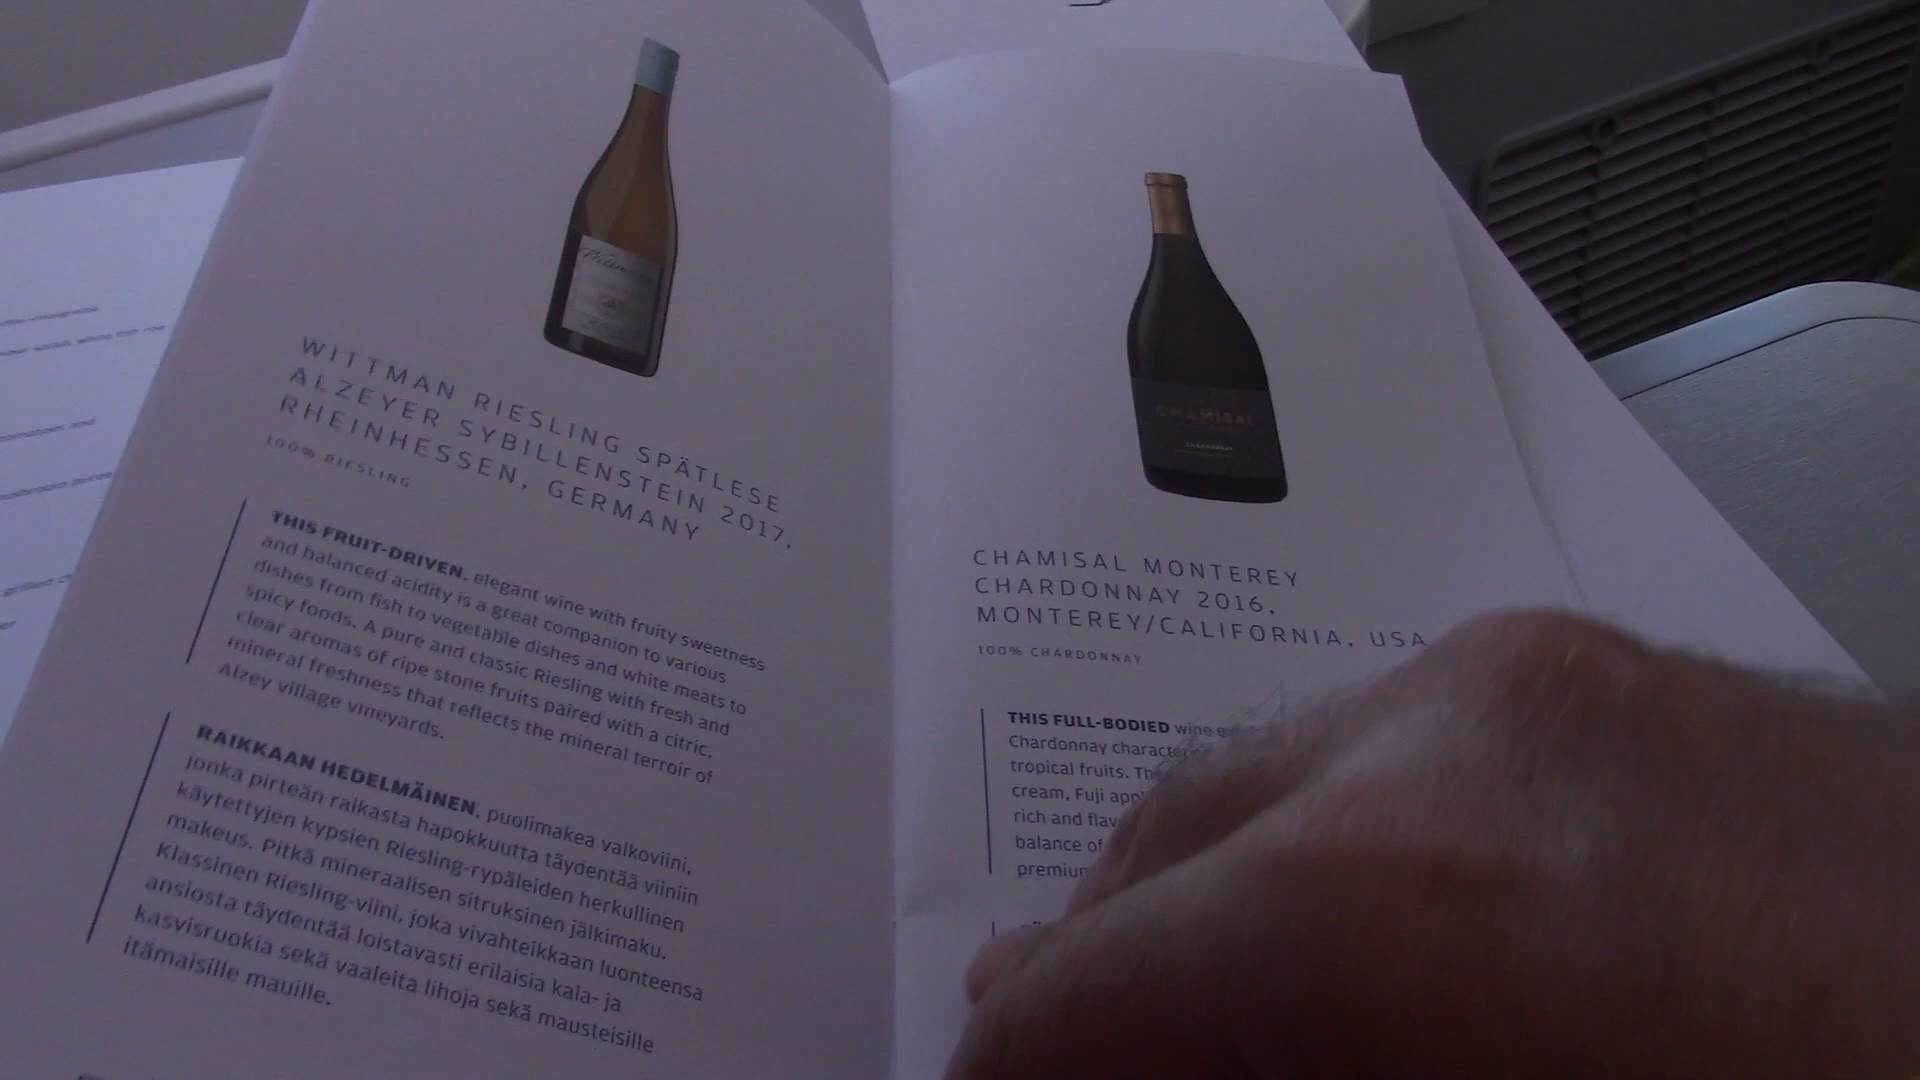 WITTMAN RIESLING SPÄTLESE
ALZEYER SYBILLENSTEIN 2017,
RHEINHESSEN, GERMANY
100% RIESLING
THIS FRUIT-DRIVEN, elegant wine with fruity sweetness
and balanced acidity is a great companion to various
dishes from fish to vegetable dishes and white meats to
spicy foods. A pure and classic Riesling with fresh and
clear aromas of ripe stone fruits paired with a citric,
mineral freshness that reflects the mineral terroir of
Alzey village vineyards.
RAIKKAAN HEDELMÄINEN, puolimakea valkoviini,
jonka pirteän raikasta hapokkuutta täydentää viiniin
käytettyjen kypsien Riesling-rypäleiden herkullinen
makeus. Pitkä mineraalisen sitruksinen jälkimaku.
Klassinen Riesling-viini, joka vivahteikkaan luonteensa
ansiosta täydentää loistavasti erilaisia kala- ja
kasvisruokia sekä vaaleita lihoja sekä mausteisille
itämaisille mauille.
CHAMISAL
CHARDONNAY
CHAMISAL MONTEREY
CHARDONNAY 2016,
MONTEREY/CALIFORNIA, USA
100% CHARDONNAY
THIS FULL-BODIED wine
Chardonnay
tropical fruits.
cream, Fuji
rich and
balance of